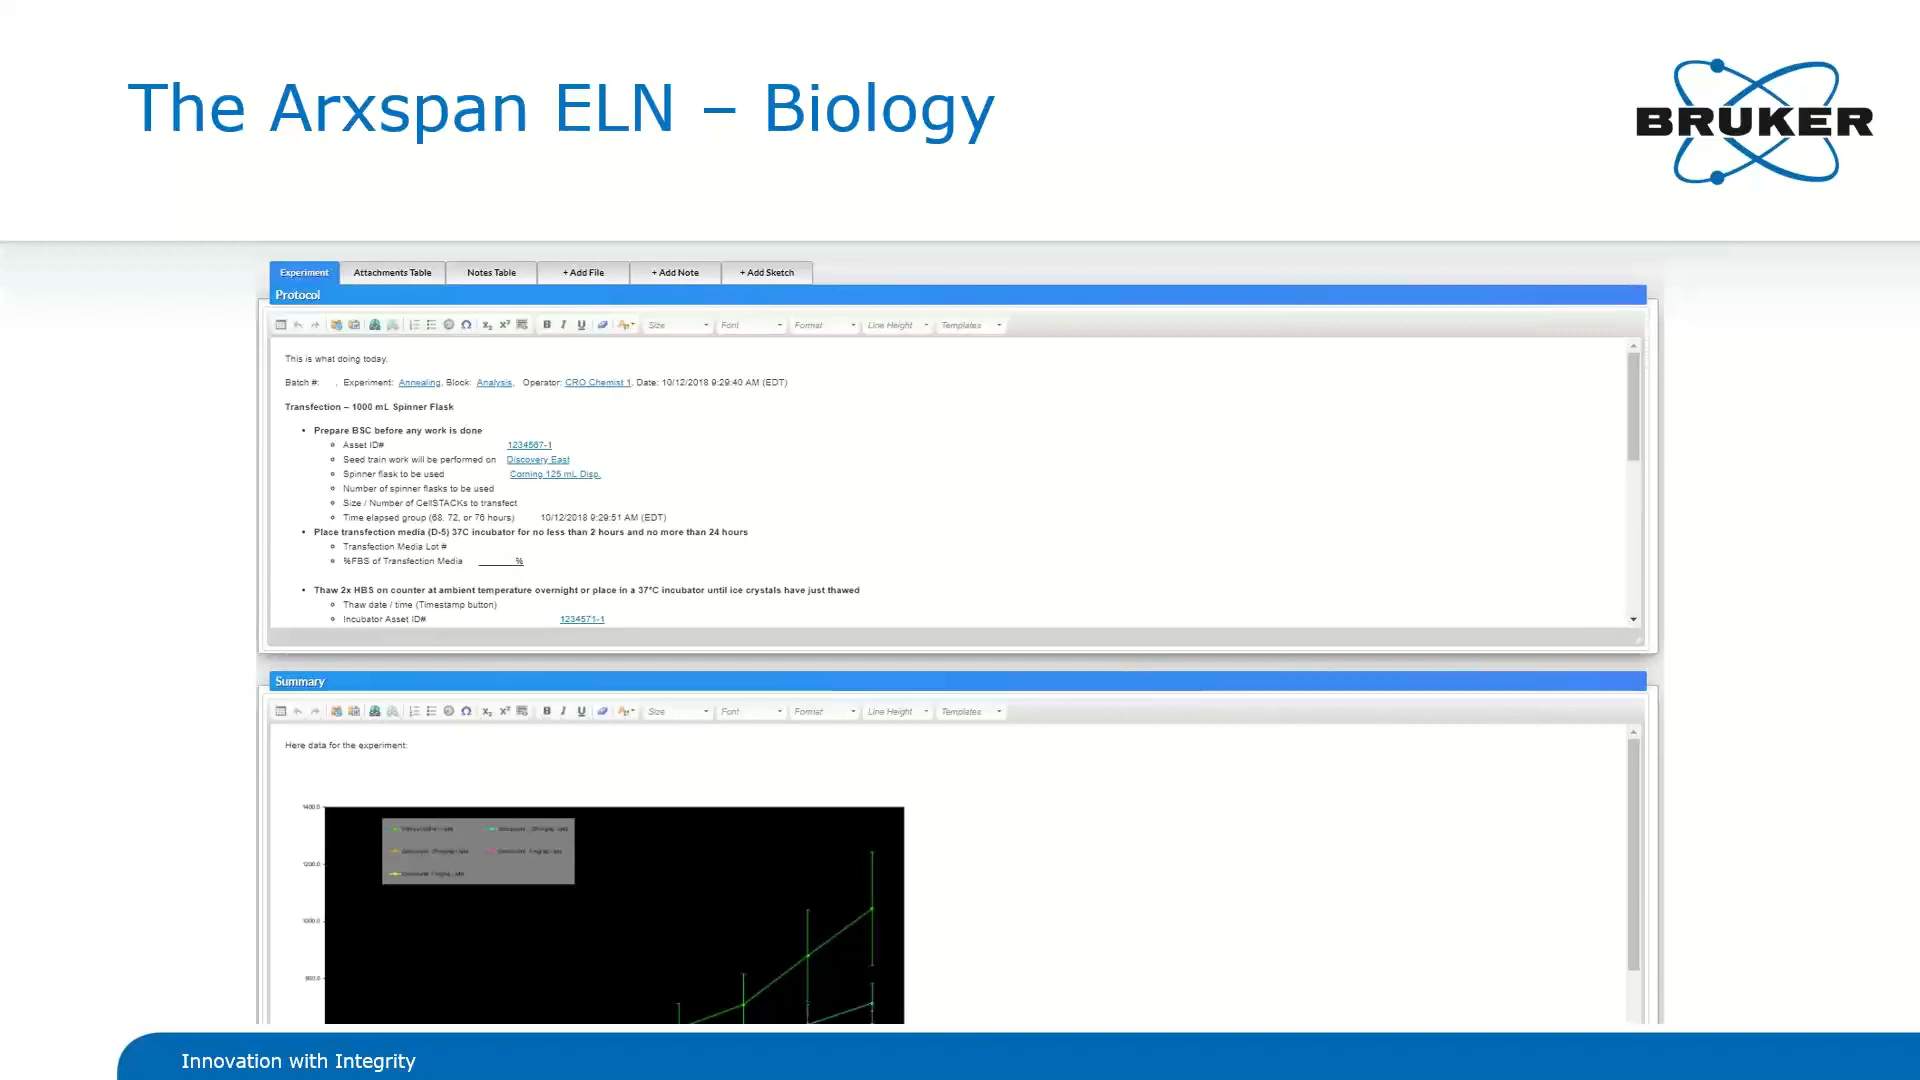 The Arxspan ELN – Biology
BRUKER
Experiment
Attachments Table
Notes Table
+ Add File
+ Add Note
+ Add Sketch
Protocol
B I U
Size
Font
Format
Line Height
Templates
This is what doing today.
Batch #: , Experiment: Annealing, Block: Analysis, Operator: CRO Chemist 1, Date: 10/12/2018 9:29:40 AM (EDT)
Transfection – 1000 mL Spinner Flask
Prepare BSC before any work is done
Asset ID# 1234567-1
Seed train work will be performed on Discovery East
Spinner flask to be used Corning 125 mL Disp.
Number of spinner flasks to be used
Size / Number of CellSTACKs to transfect
Time elapsed group (68, 72, or 76 hours) 10/12/2018 9:29:51 AM (EDT)
Place transfection media (D-5) 37C incubator for no less than 2 hours and no more than 24 hours
Transfection Media Lot #
%FBS of Transfection Media ______%
Thaw 2x HBS on counter at ambient temperature overnight or place in a 37°C incubator until ice crystals have just thawed
Thaw date / time (Timestamp button)
Incubator Asset ID# 1234571-1
Summary
B I U
Size
Font
Format
Line Height
Templates
Here data for the experiment:
1400.0
1200.0
1000.0
800.0
Innovation with Integrity